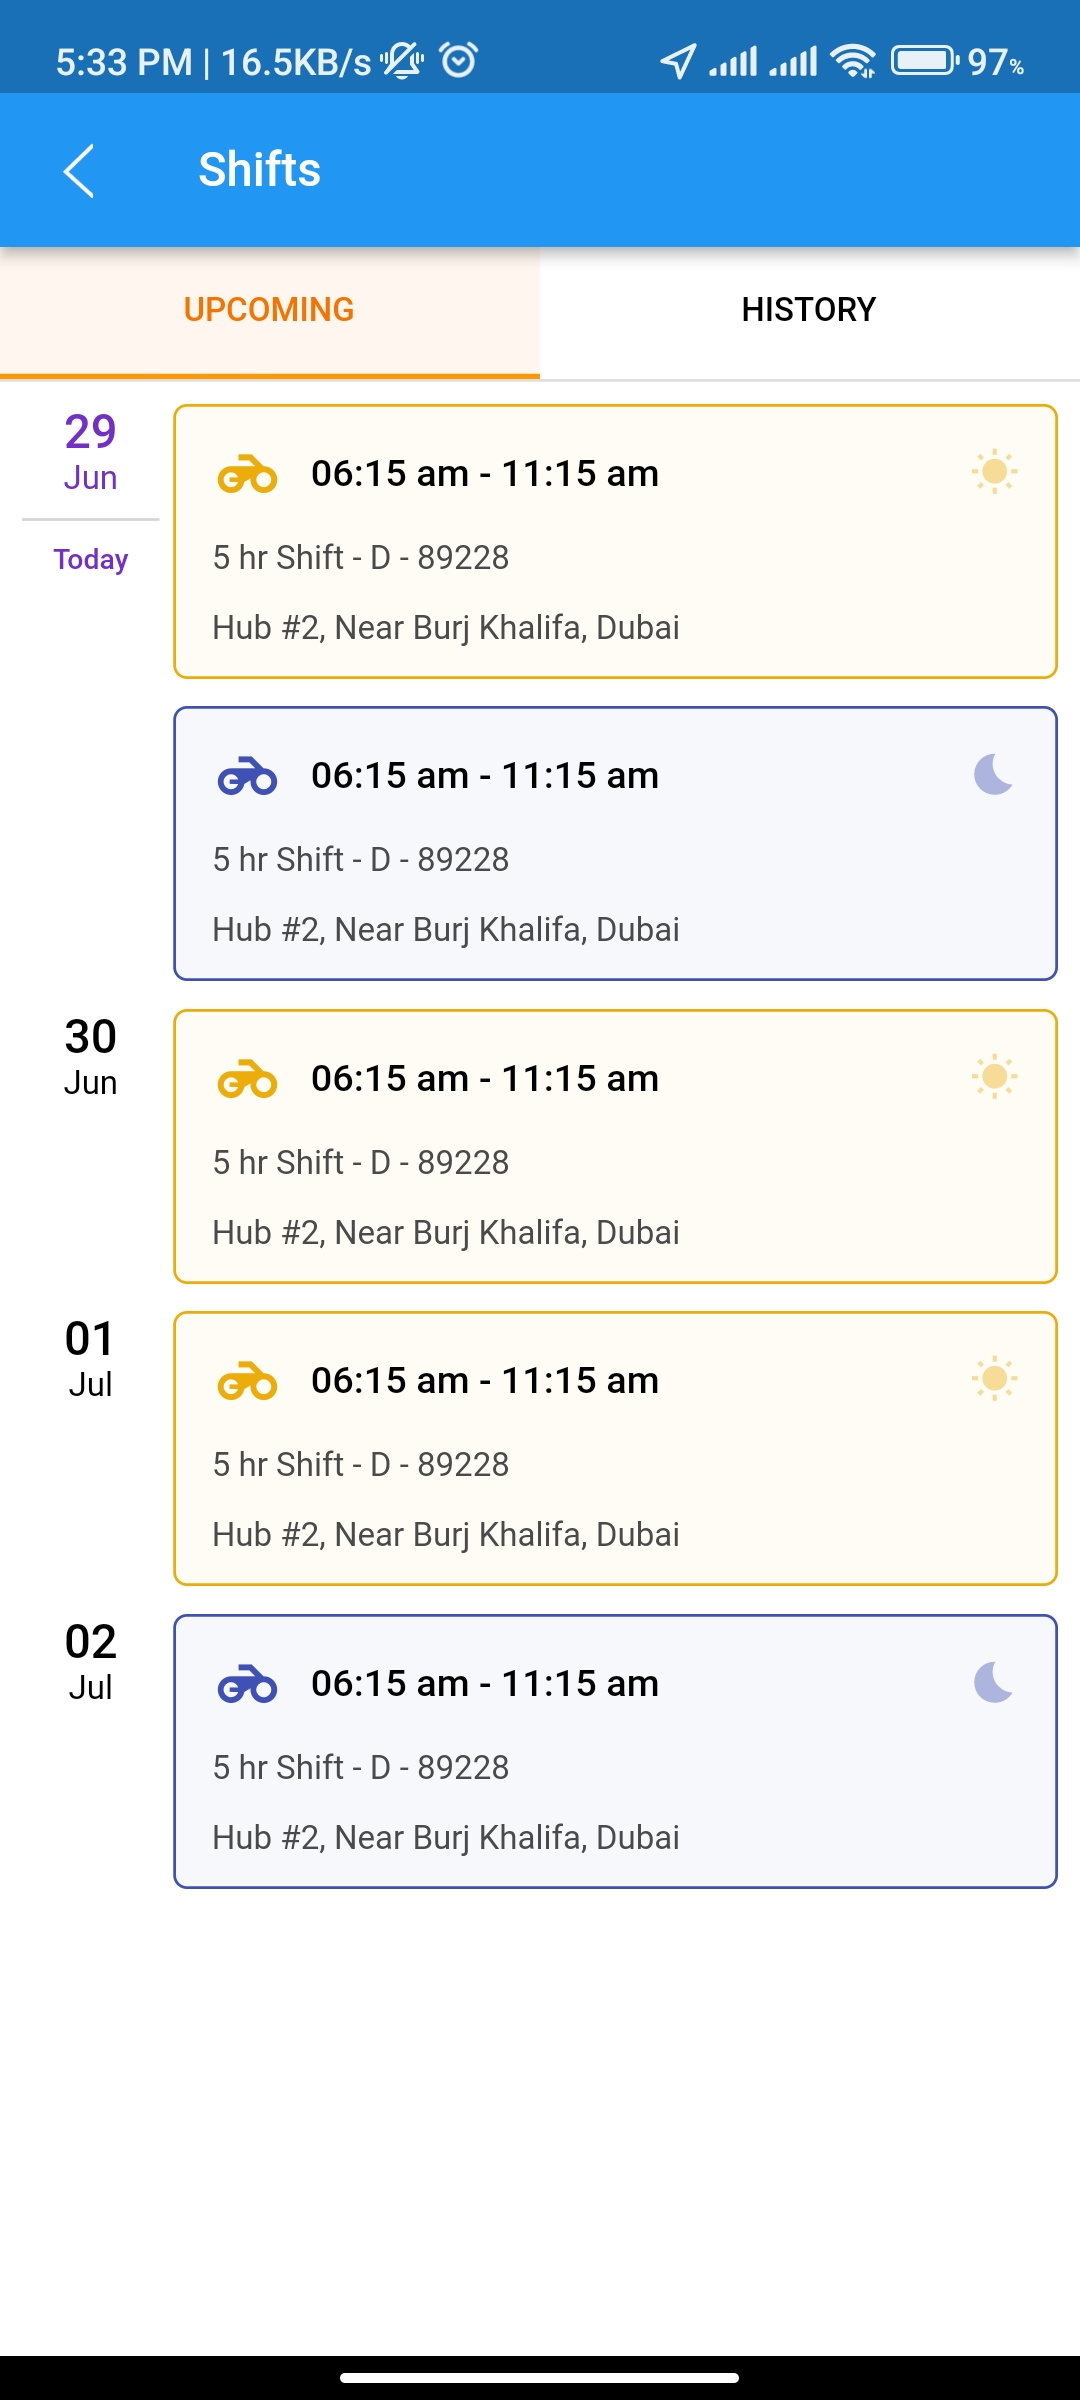 5:33 PM | 16.5KB/s 97%
Shifts
UPCOMING HISTORY
29
Jun
Today
06:15 am - 11:15 am
5 hr Shift - D - 89228
Hub #2, Near Burj Khalifa, Dubai
06:15 am - 11:15 am
5 hr Shift - D - 89228
Hub #2, Near Burj Khalifa, Dubai
30
Jun
06:15 am - 11:15 am
5 hr Shift - D - 89228
Hub #2, Near Burj Khalifa, Dubai
01
Jul
06:15 am - 11:15 am
5 hr Shift - D - 89228
Hub #2, Near Burj Khalifa, Dubai
02
Jul
06:15 am - 11:15 am
5 hr Shift - D - 89228
Hub #2, Near Burj Khalifa, Dubai